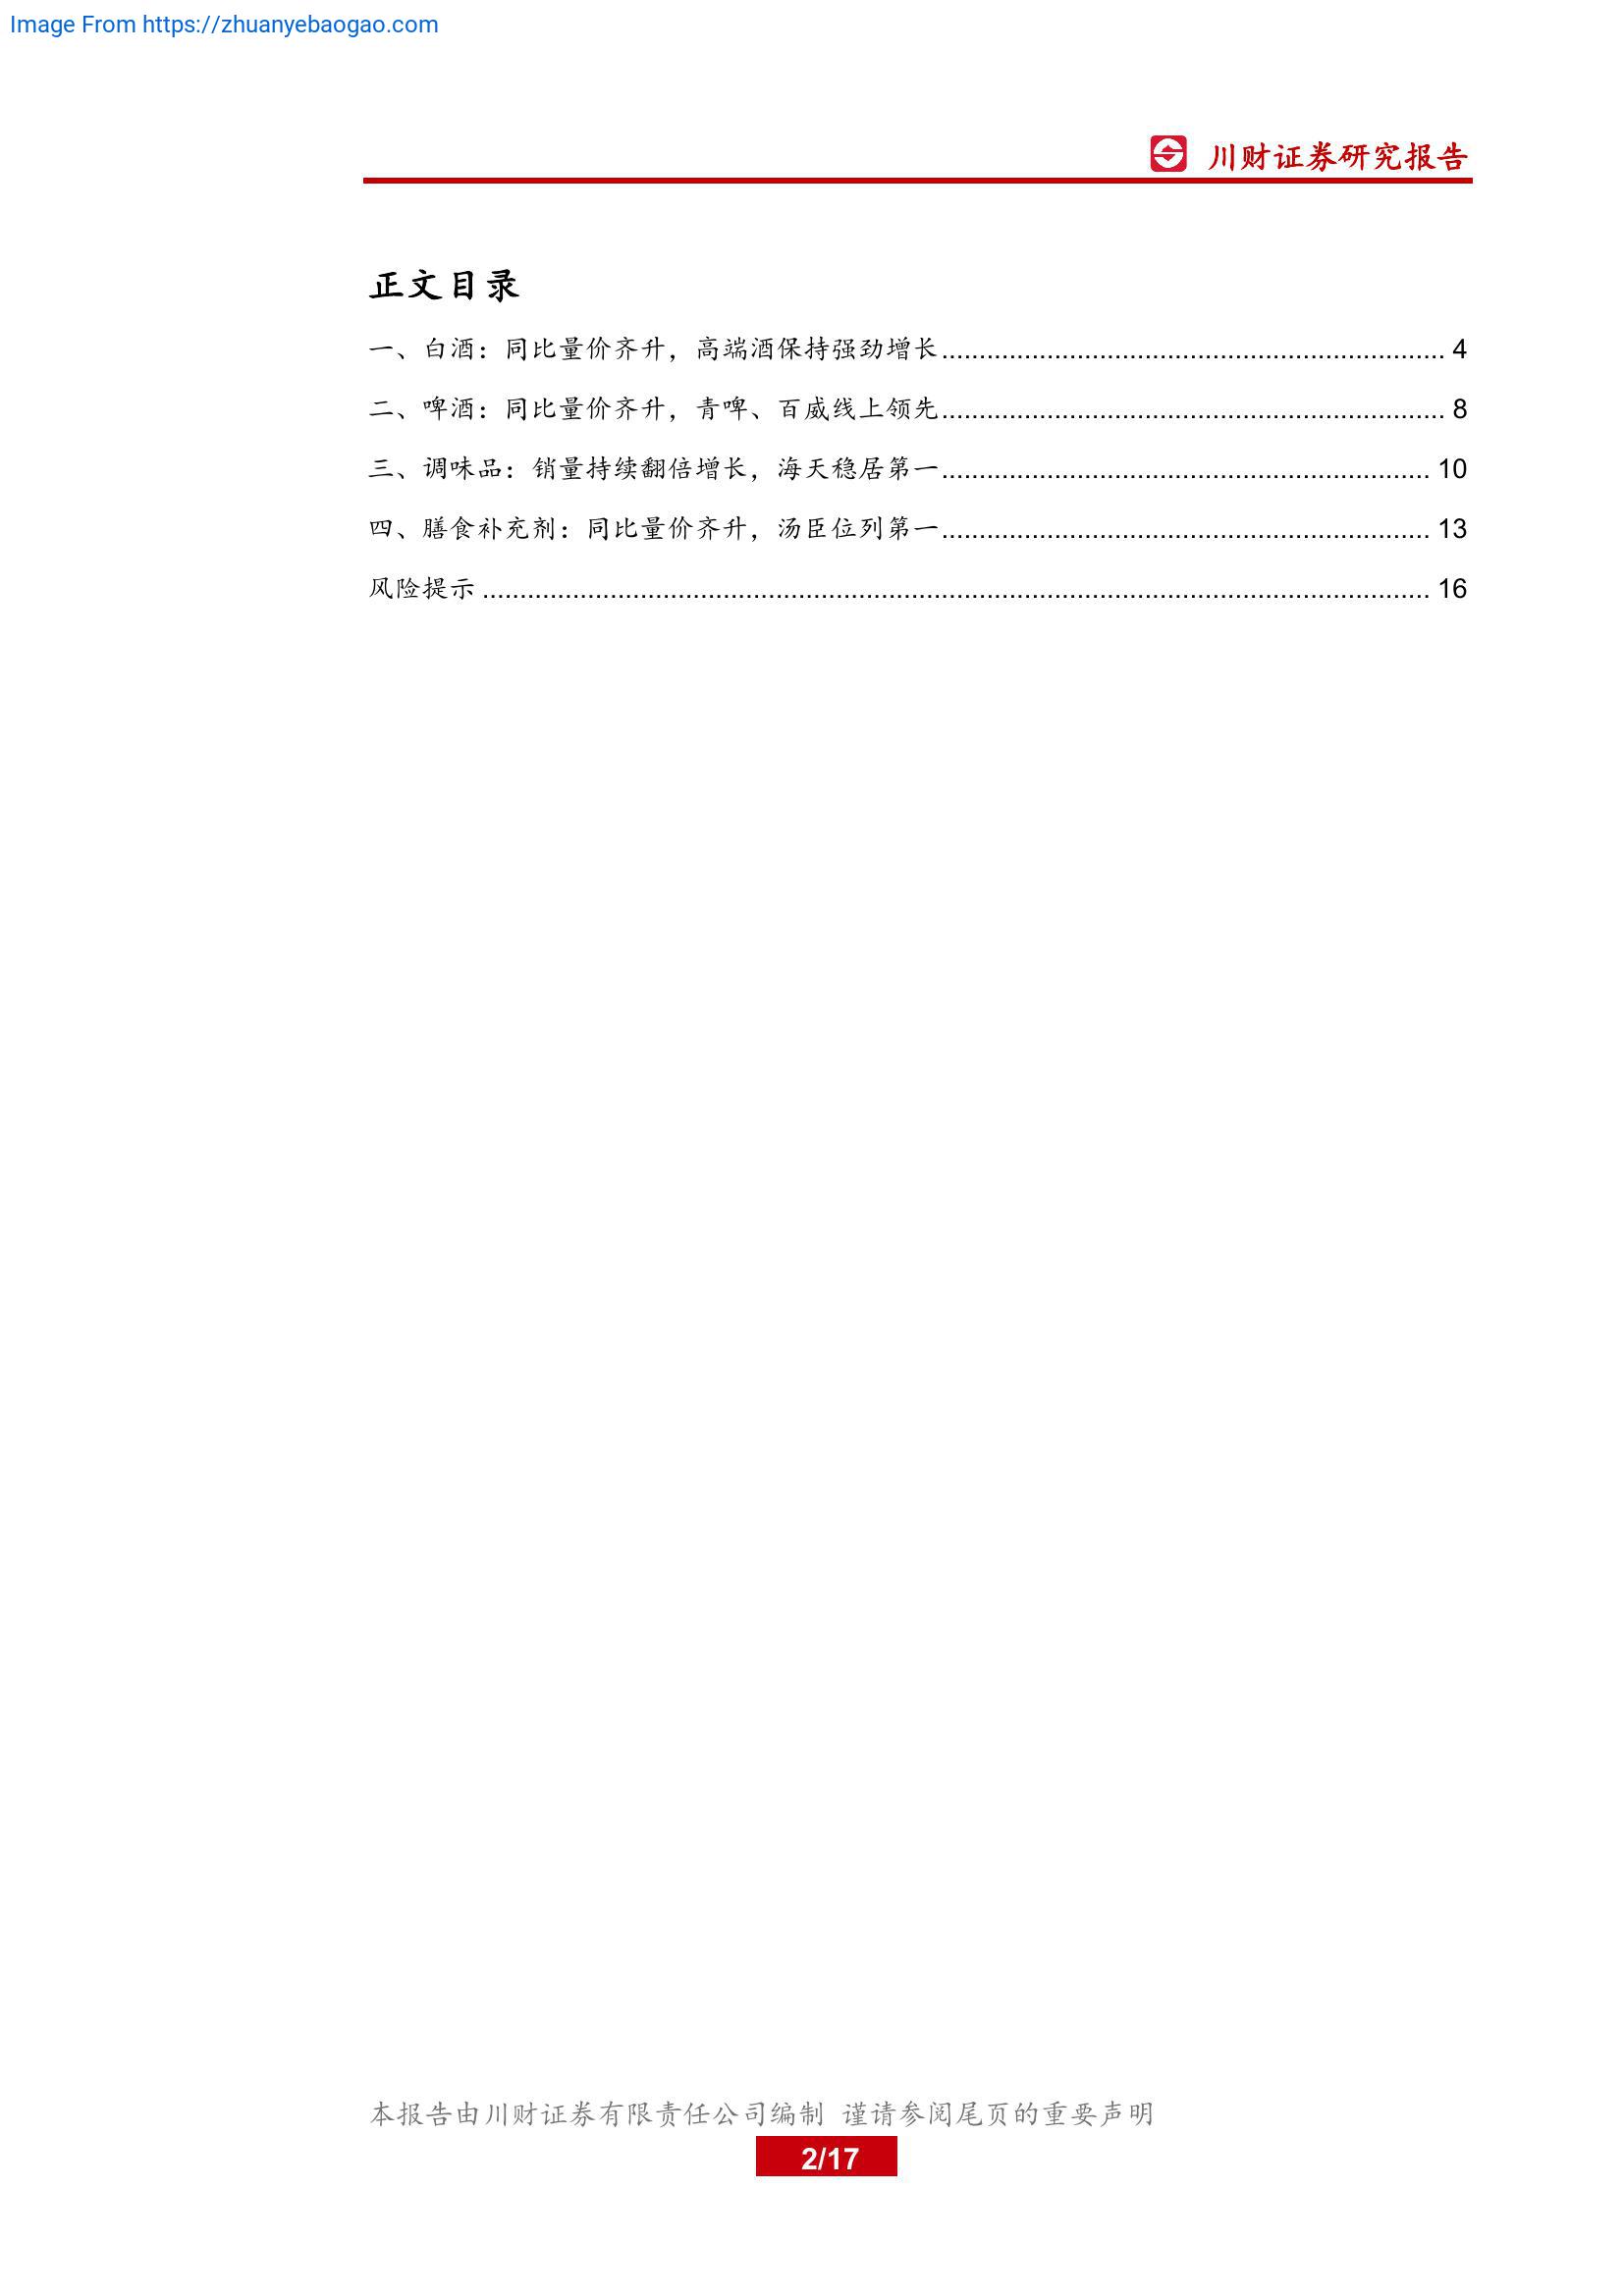 Image From https://zhuanyebaogao.com
川财证券研究报告
正文目录
一、白酒：同比量价齐升，高端酒保持强劲增长........................................................................ 4
二、啤酒：同比量价齐升，青啤、百威线上领先........................................................................ 8
三、调味品：销量持续翻倍增长，海天稳居第一...................................................................... 10
四、膳食补充剂：同比量价齐升，汤臣位列第一...................................................................... 13
风险提示 .................................................................................................................................. 16
本报告由川财证券有限责任公司编制 谨请参阅尾页的重要声明
2/17